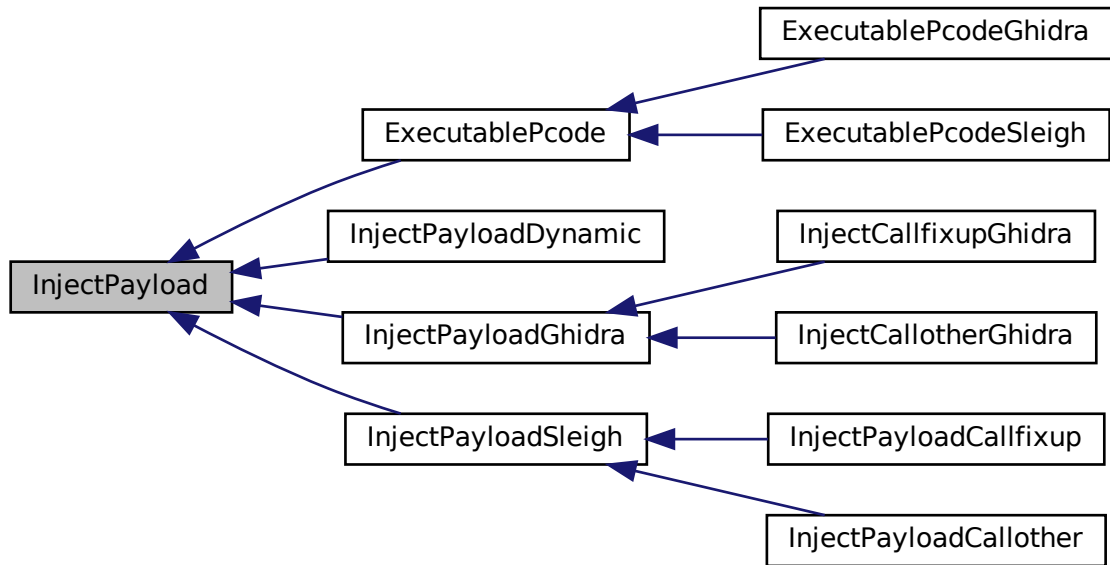 ExecutablePcodeGhidra
ExecutablePcode
ExecutablePcodeSleigh
InjectPayloadDynamic
InjectCallfixupGhidra
InjectPayload
InjectPayloadGhidra
InjectCallotherGhidra
InjectPayloadSleigh
InjectPayloadCallfixup
InjectPayloadCallother